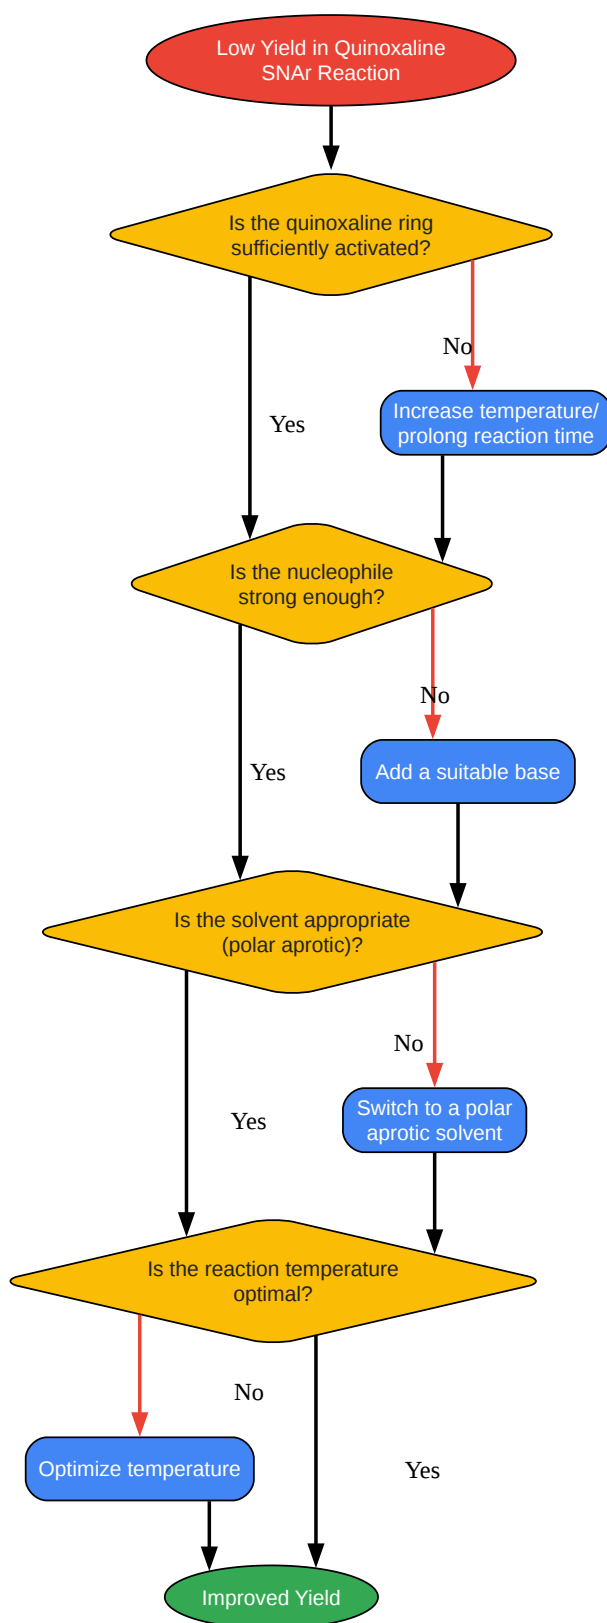 Low Yield in Quinoxaline
SNAr Reaction
Is the quinoxaline ring
sufficiently activated?
No
Increase temperature/
prolong reaction time
Yes
Is the nucleophile
strong enough?
No
Add a suitable base
Yes
Is the solvent appropriate
(polar aprotic)?
No
Switch to a polar
aprotic solvent
Yes
Is the reaction temperature
optimal?
No
Optimize temperature
Yes
Improved Yield